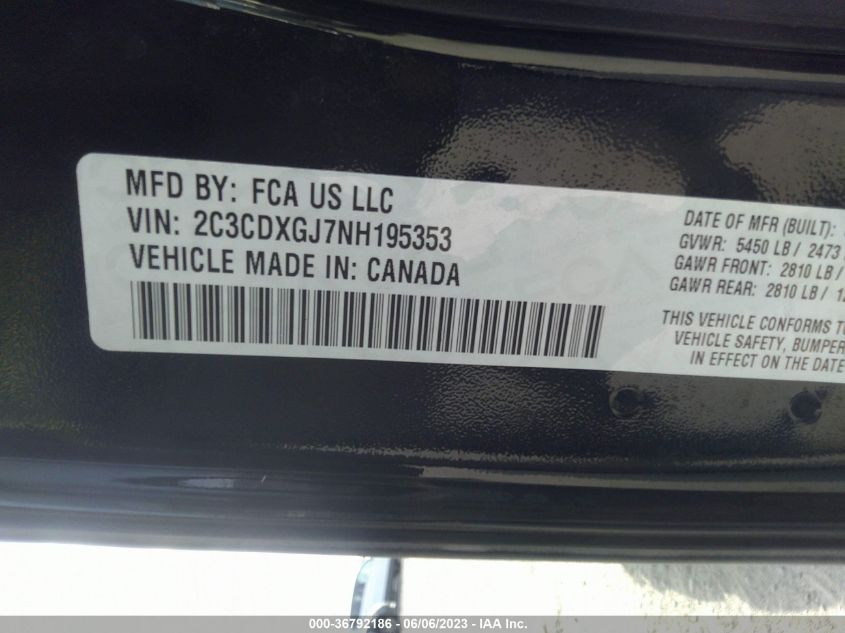 MFD BY: FCA US LLC
VIN: 2C3CDXGJ7NH195353
VEHICLE MADE IN: CANADA
DATE OF MFR (BUILT):
GVWR: 5450 LB / 2473
GAWR FRONT: 2810 LB /
GAWR REAR: 2810 LB / 12
THIS VEHICLE CONFORMS
VEHICLE SAFETY, BUMPER
IN EFFECT ON THE DATE
000-36792186 - 06/06/2023 - IAA Inc.